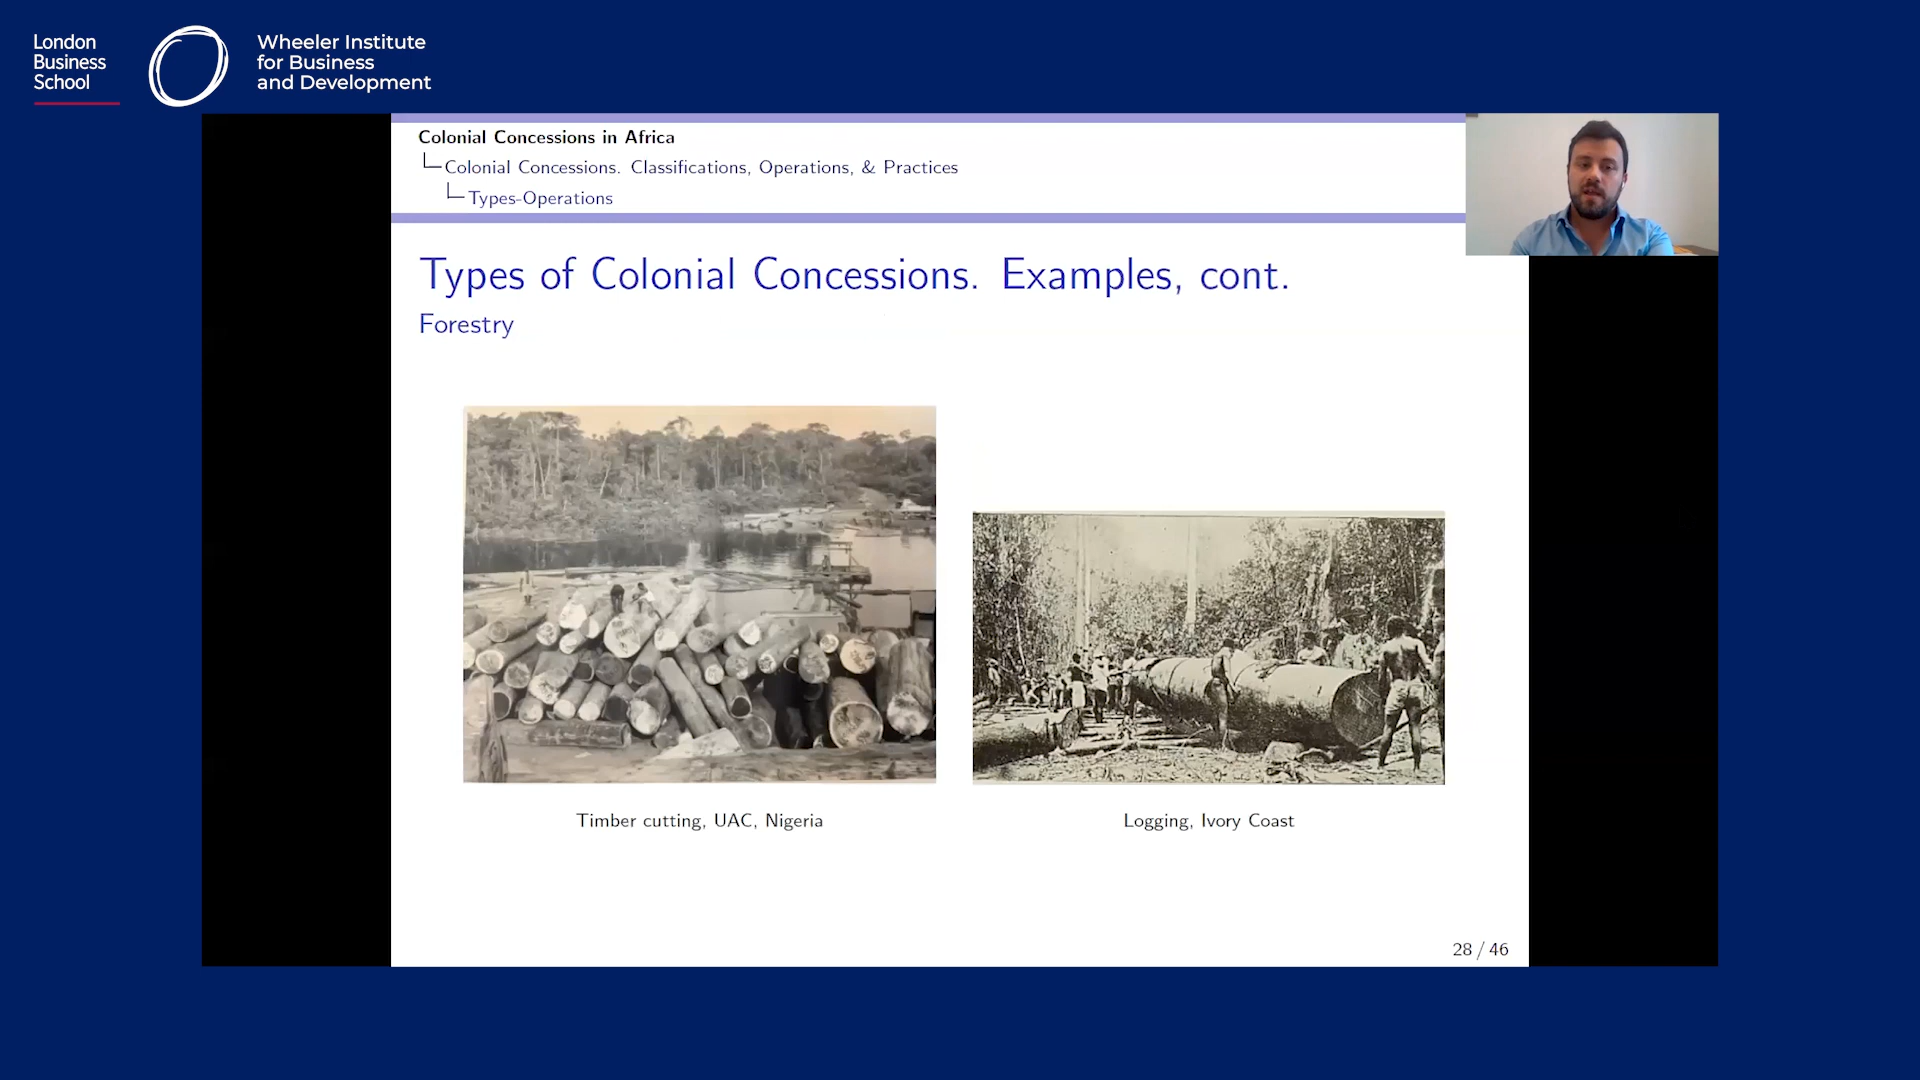 London
Business
School
Wheeler Institute
for Business
and Development
Colonial Concessions in Africa
Colonial Concessions. Classifications, Operations, & Practices
Types-Operations
Types of Colonial Concessions. Examples, cont.
Forestry
Timber cutting, UAC, Nigeria
Logging, Ivory Coast
28 / 46